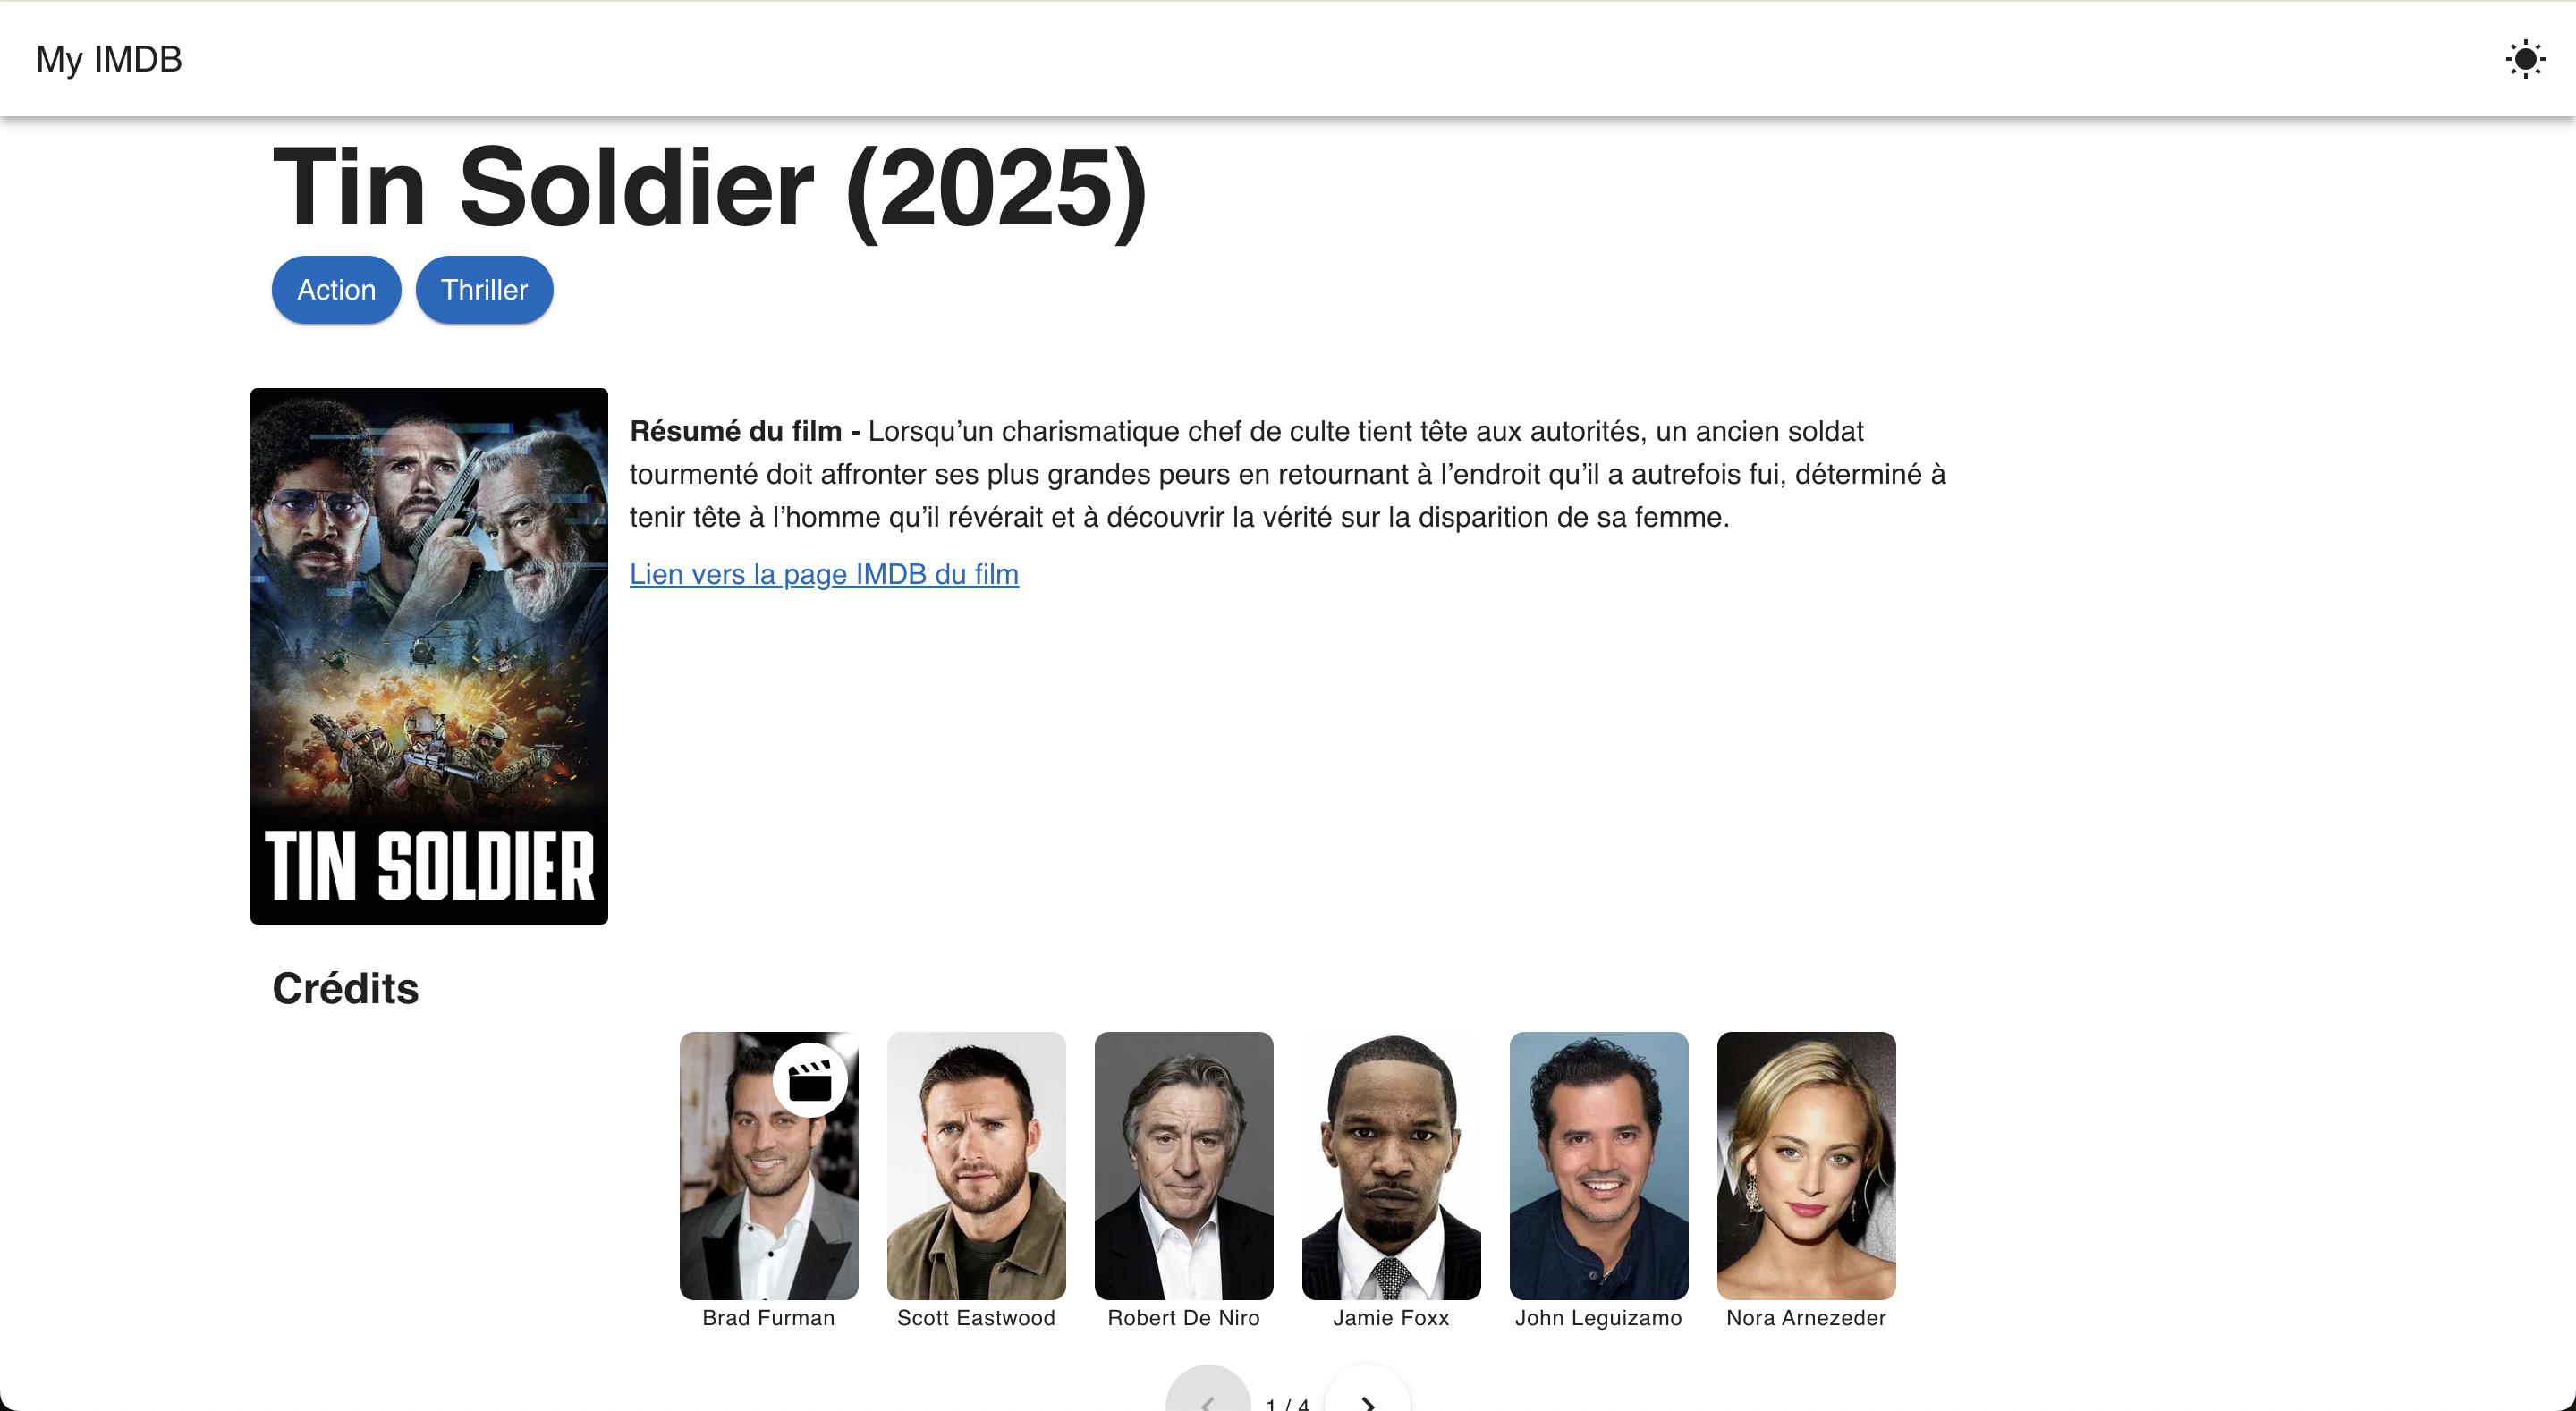 My IMDB
Tin Soldier (2025)
Action
Thriller
Résumé du film - Lorsqu’un charismatique chef de culte tient tête aux autorités, un ancien soldat
tourmenté doit affronter ses plus grandes peurs en retournant à l’endroit qu’il a autrefois fui, déterminé à
tenir tête à l’homme qu’il révérait et à découvrir la vérité sur la disparition de sa femme.
Lien vers la page IMDB du film
TIN SOLDIER
Crédits
Brad Furman
Scott Eastwood
Robert De Niro
Jamie Foxx
John Leguizamo
Nora Arnezeder
1 / 4